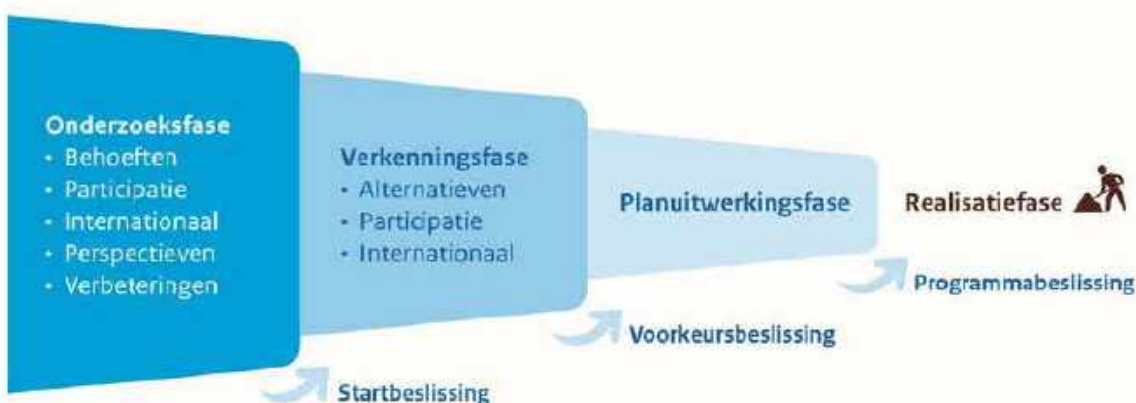 Onderzoeksfase
• Behoeften
• Participatie
• Internationaal
• Perspectieven
• Verbeteringen
Startbeslissing
Verkenningsfase
• Alternatieven
• Participatie
• Internationaal
Voorkeursbeslissing
Planuitwerkingsfase
Programmabeslissing
Realisatiefase